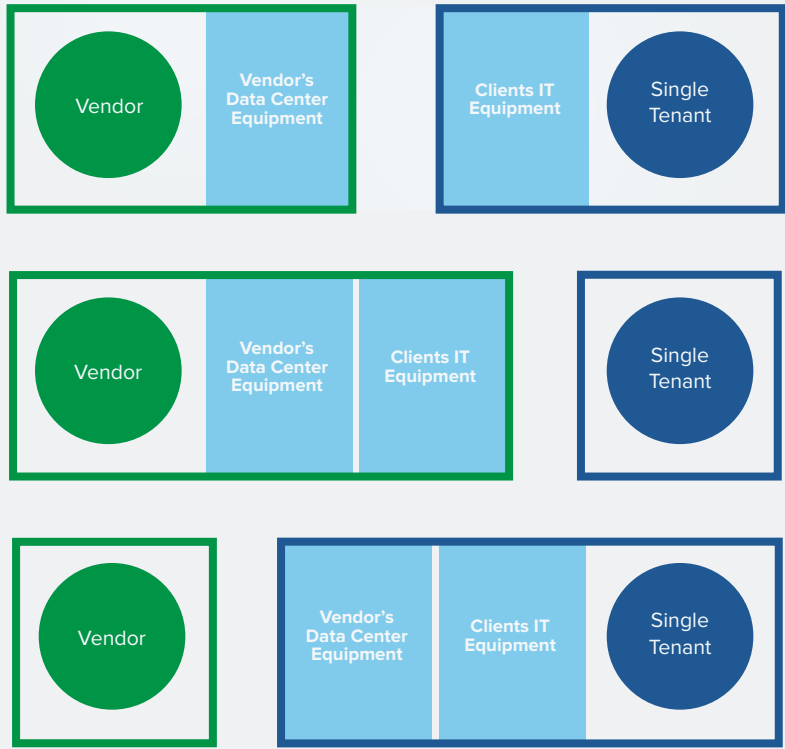 Vendor
Vendor's
Data Center
Equipment
Clients IT
Equipment
Single
Tenant
Vendor
Vendor's
Data Center
Equipment
Clients IT
Equipment
Single
Tenant
Vendor
Vendor's
Data Center
Equipment
Clients IT
Equipment
Single
Tenant